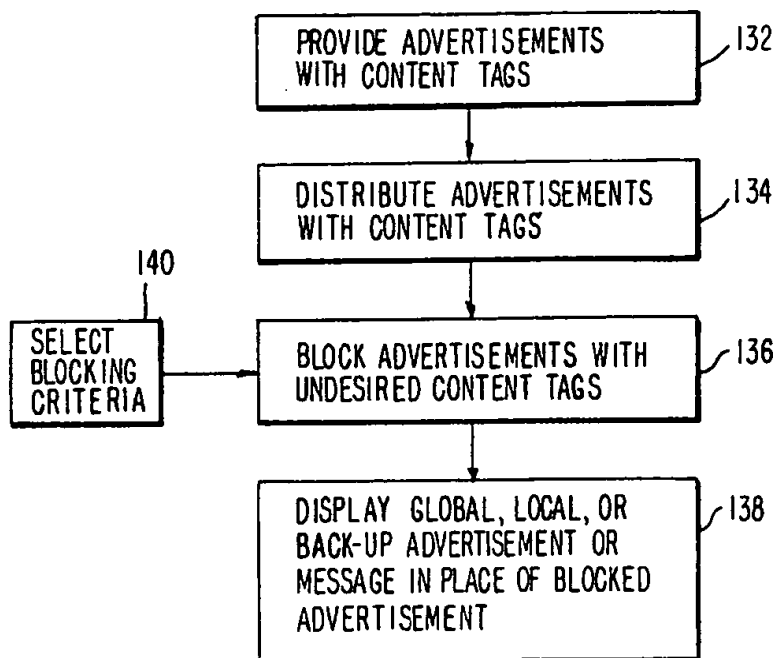 PROVIDE ADVERTISEMENTS
WITH CONTENT TAGS
132
DISTRIBUTE ADVERTISEMENTS
WITH CONTENT TAGS
134
140
SELECT
BLOCKING
CRITERIA
BLOCK ADVERTISEMENTS WITH
UNDESIRED CONTENT TAGS
136
DISPLAY GLOBAL, LOCAL, OR
BACK-UP ADVERTISEMENT OR
MESSAGE IN PLACE OF BLOCKED
ADVERTISEMENT
138